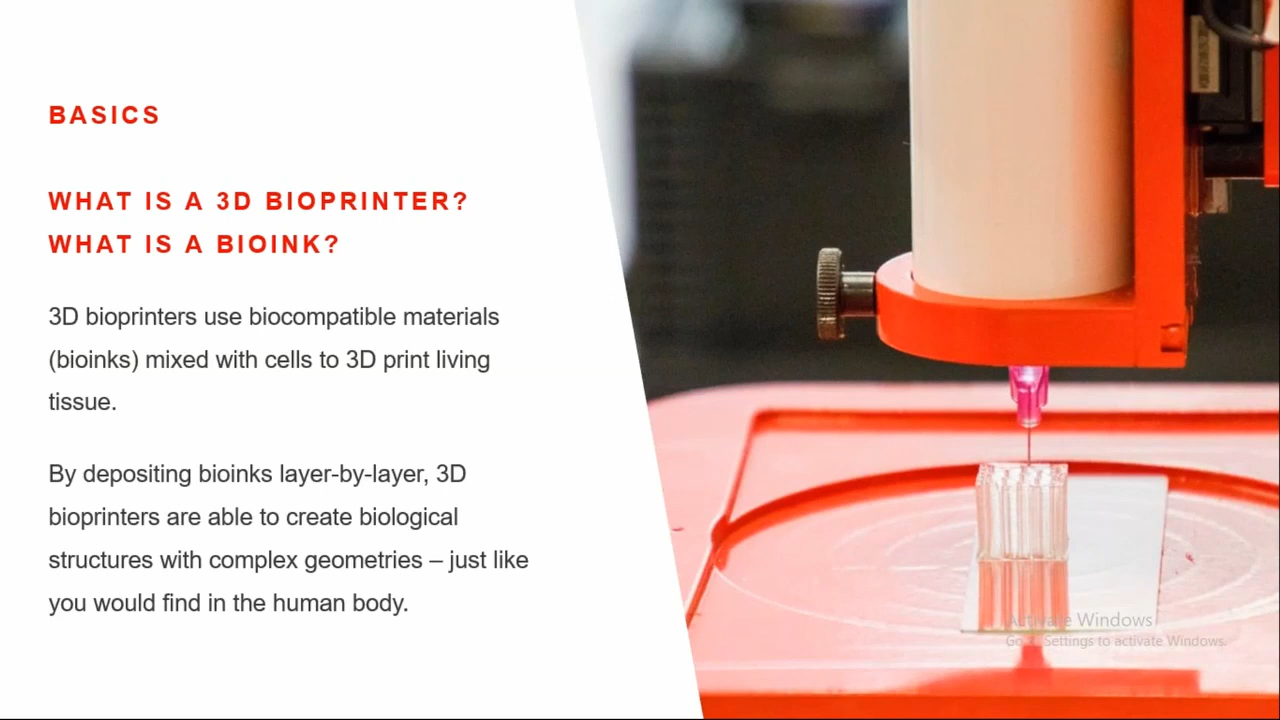 BASICS
WHAT IS A 3D BIOPRINTER?
WHAT IS A BIOINK?
3D bioprinters use biocompatible materials
(bioinks) mixed with cells to 3D print living
tissue.
By depositing bioinks layer-by-layer, 3D
bioprinters are able to create biological
structures with complex geometries – just like
you would find in the human body.
Activate Windows
Go to Settings to activate Windows.